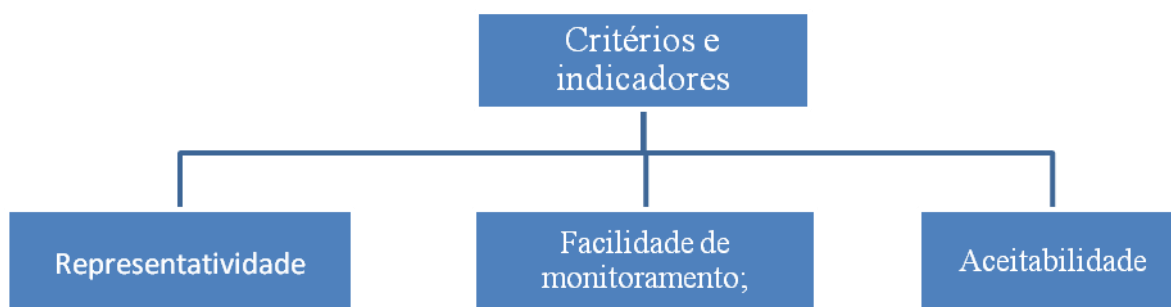 Critérios e
indicadores
Representatividade
Facilidade de
monitoramento;
Aceitabilidade